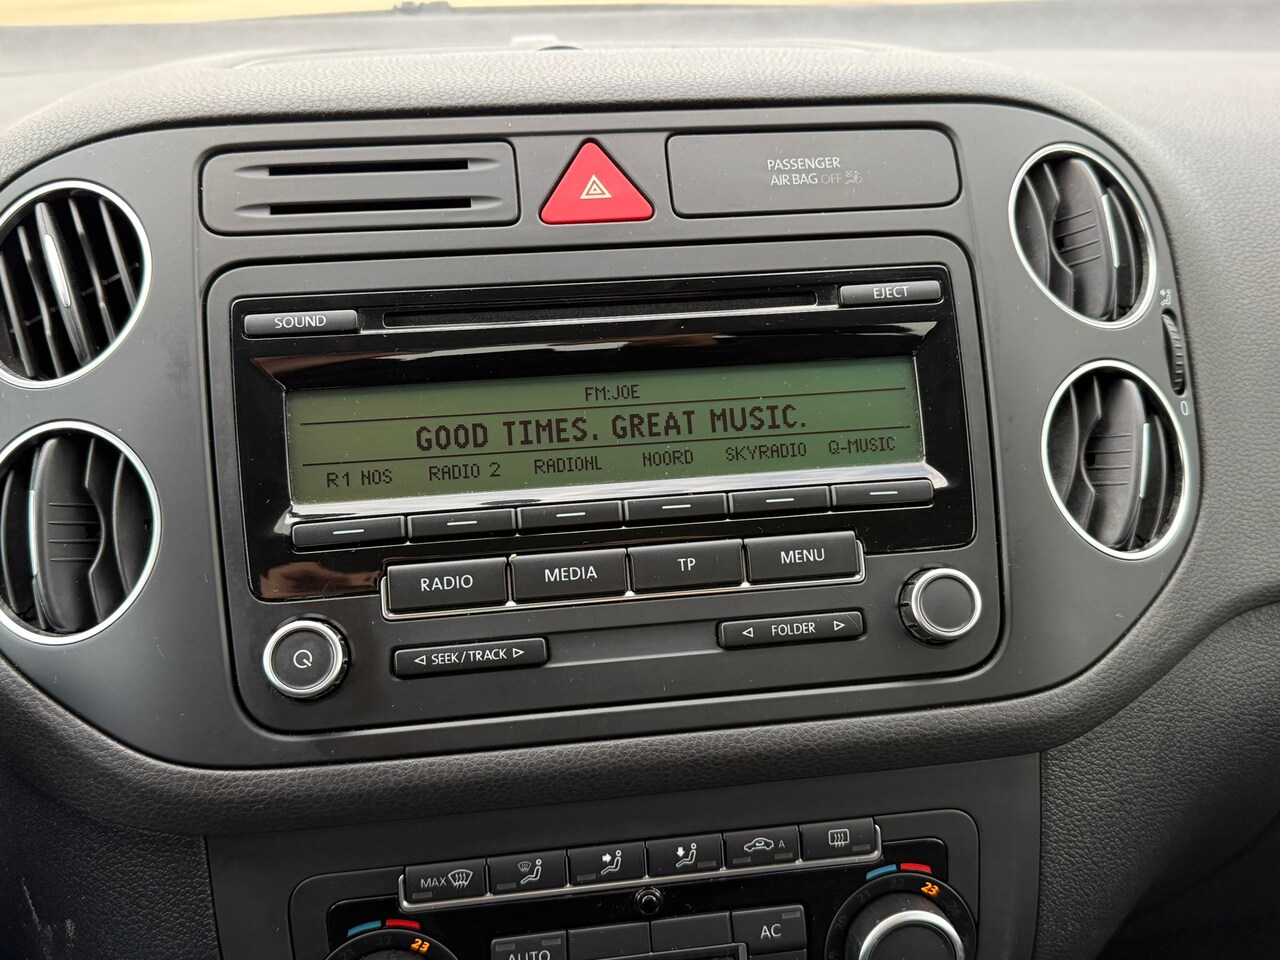 PASSENGER
AIR BAG OFF
SOUND
EJECT
FM:JOE
GOOD TIMES. GREAT MUSIC.
R1 NOS RADIO 2 RADIONL NOORD SKYRADIO Q-MUSIC
RADIO MEDIA TP MENU
SEEK/TRACK FOLDER
0
MAX A
23 23
AUTO AC